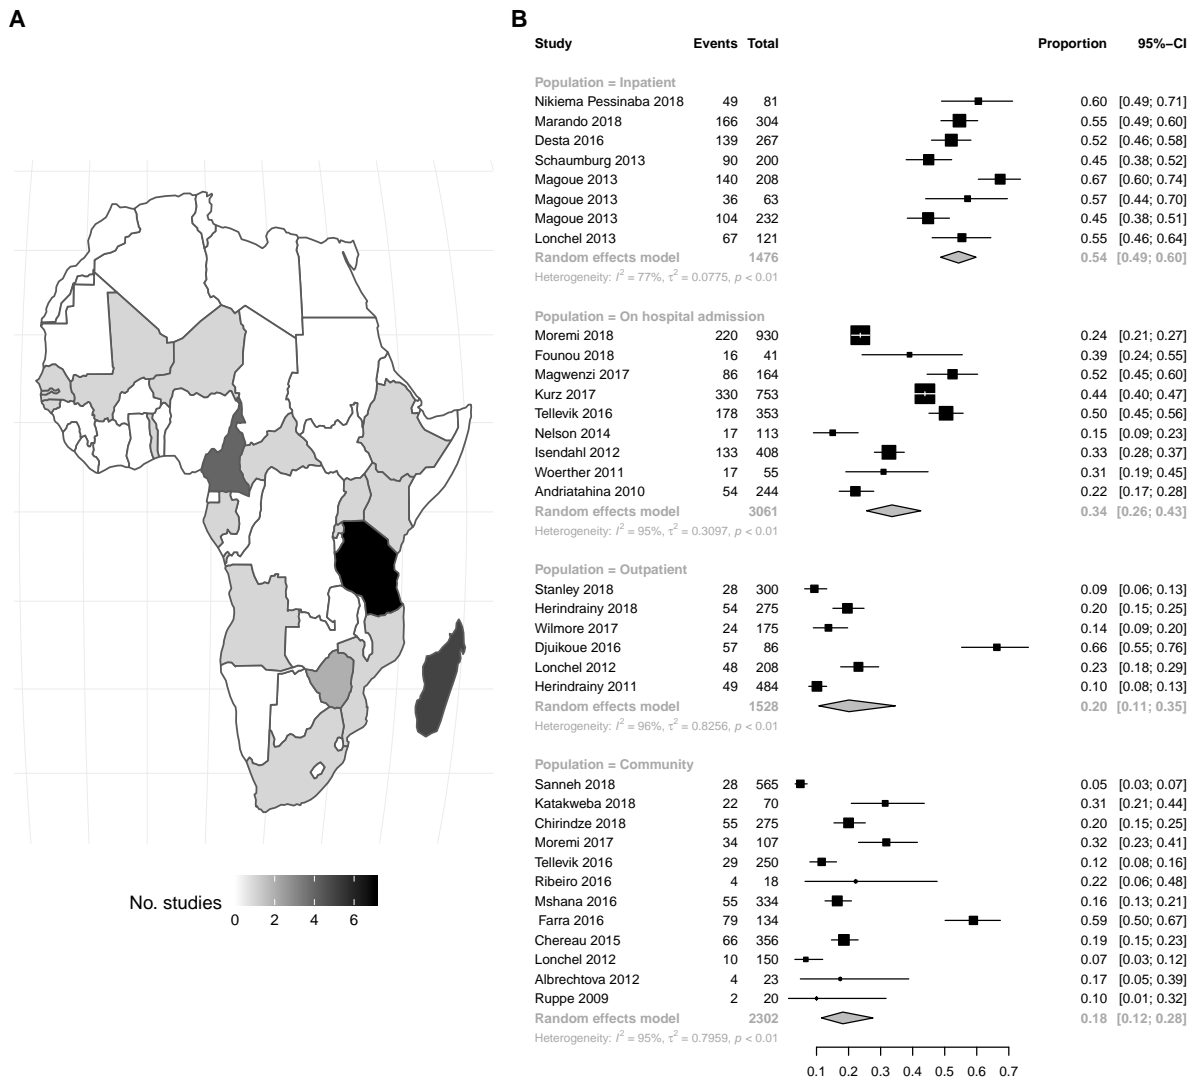 A
No. studies
0 2 4 6
B
Study Events Total Proportion 95%−CI
Population = Inpatient
Nikiema Pessinaba 2018 49 81 0.60 [0.49; 0.71]
Marando 2018 166 304 0.55 [0.49; 0.60]
Desta 2016 139 267 0.52 [0.46; 0.58]
Schaumburg 2013 90 200 0.45 [0.38; 0.52]
Magoue 2013 140 208 0.67 [0.60; 0.74]
Magoue 2013 36 63 0.57 [0.44; 0.70]
Magoue 2013 104 232 0.45 [0.38; 0.51]
Lonchel 2013 67 121 0.55 [0.46; 0.64]
Random effects model 1476 0.54 [0.49; 0.60]
Heterogeneity: I² = 77%, τ² = 0.0775, p < 0.01
Population = On hospital admission
Moremi 2018 220 930 0.24 [0.21; 0.27]
Founou 2018 16 41 0.39 [0.24; 0.55]
Magwenzi 2017 86 164 0.52 [0.45; 0.60]
Kurz 2017 330 753 0.44 [0.40; 0.47]
Tellevik 2016 178 353 0.50 [0.45; 0.56]
Nelson 2014 17 113 0.15 [0.09; 0.23]
Isendahl 2012 133 408 0.33 [0.28; 0.37]
Woerther 2011 17 55 0.31 [0.19; 0.45]
Andriatahina 2010 54 244 0.22 [0.17; 0.28]
Random effects model 3061 0.34 [0.26; 0.43]
Heterogeneity: I² = 95%, τ² = 0.3097, p < 0.01
Population = Outpatient
Stanley 2018 28 300 0.09 [0.06; 0.13]
Herindrainy 2018 54 275 0.20 [0.15; 0.25]
Wilmore 2017 24 175 0.14 [0.09; 0.20]
Djuikoue 2016 57 86 0.66 [0.55; 0.76]
Lonchel 2012 48 208 0.23 [0.18; 0.29]
Herindrainy 2011 49 484 0.10 [0.08; 0.13]
Random effects model 1528 0.20 [0.11; 0.35]
Heterogeneity: I² = 96%, τ² = 0.8256, p < 0.01
Population = Community
Sanneh 2018 28 565 0.05 [0.03; 0.07]
Katakweba 2018 22 70 0.31 [0.21; 0.44]
Chirindze 2018 55 275 0.20 [0.15; 0.25]
Moremi 2017 34 107 0.32 [0.23; 0.41]
Tellevik 2016 29 250 0.12 [0.08; 0.16]
Ribeiro 2016 4 18 0.22 [0.06; 0.48]
Mshana 2016 55 334 0.16 [0.13; 0.21]
Farra 2016 79 134 0.59 [0.50; 0.67]
Chereau 2015 66 356 0.19 [0.15; 0.23]
Lonchel 2012 10 150 0.07 [0.03; 0.12]
Albrechtova 2012 4 23 0.17 [0.05; 0.39]
Ruppe 2009 2 20 0.10 [0.01; 0.32]
Random effects model 2302 0.18 [0.12; 0.28]
Heterogeneity: I² = 95%, τ² = 0.7959, p < 0.01
0.1 0.2 0.3 0.4 0.5 0.6 0.7